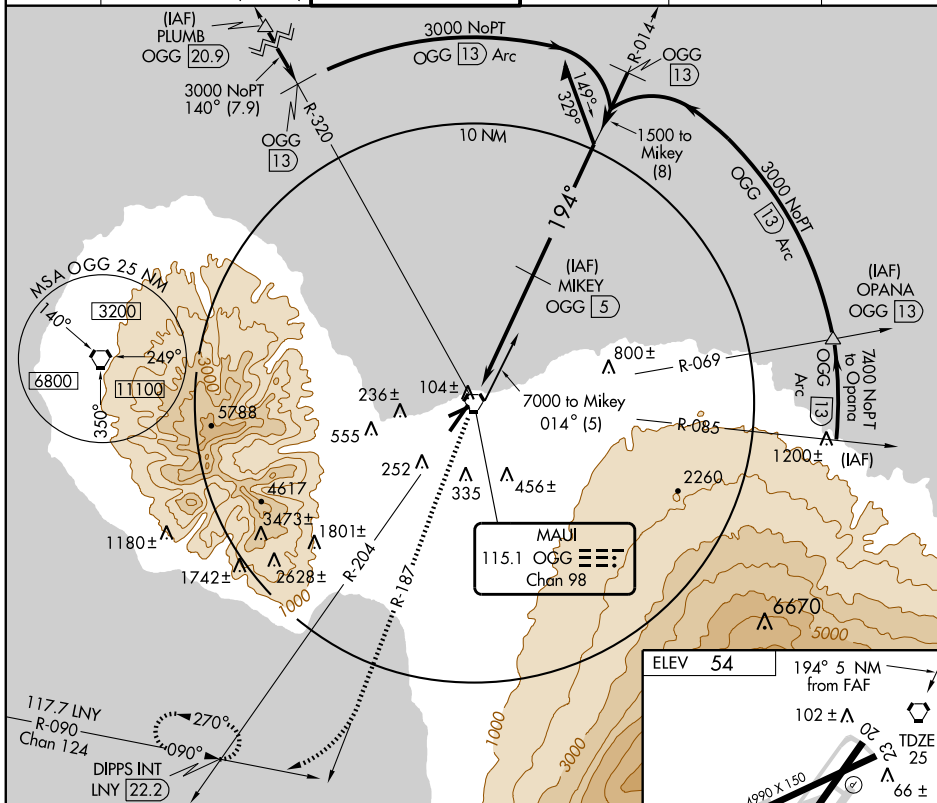 (IAF)
PLUMB
OGG 20.9
3000 NoPT
140° (7.9)
OGG
13
R-320
3000 NoPT
OGG 13 Arc
R-014
OGG
13
149°
329°
1500 to
Mikey
(8)
10 NM
194°
3000 NoPT
OGG 13 Arc
(IAF)
MIKEY
OGG 5
(IAF)
OPANA
OGG 13
7400 NoPT
to Opana
OGG 13
Arc
MSA OGG 25 NM
3200
140°
249°
6800
11100
350°
3000
5788
236±
104±
555
800±
R-069
7000 to Mikey
014° (5)
R-085
1200±
(IAF)
252
335
456±
2260
4617
3473±
1801±
1180±
1742±
2628±
1000
R-204
R-187
MAUI
115.1 OGG
Chan 98
6670
5000
1000
3000
117.7 LNY
R-090
Chan 124
270°
090°
DIPPS INT
LNY 22.2
ELEV 54
194° 5 NM
from FAF
102±
20
23
TDZE
25
66±
4990 X 150